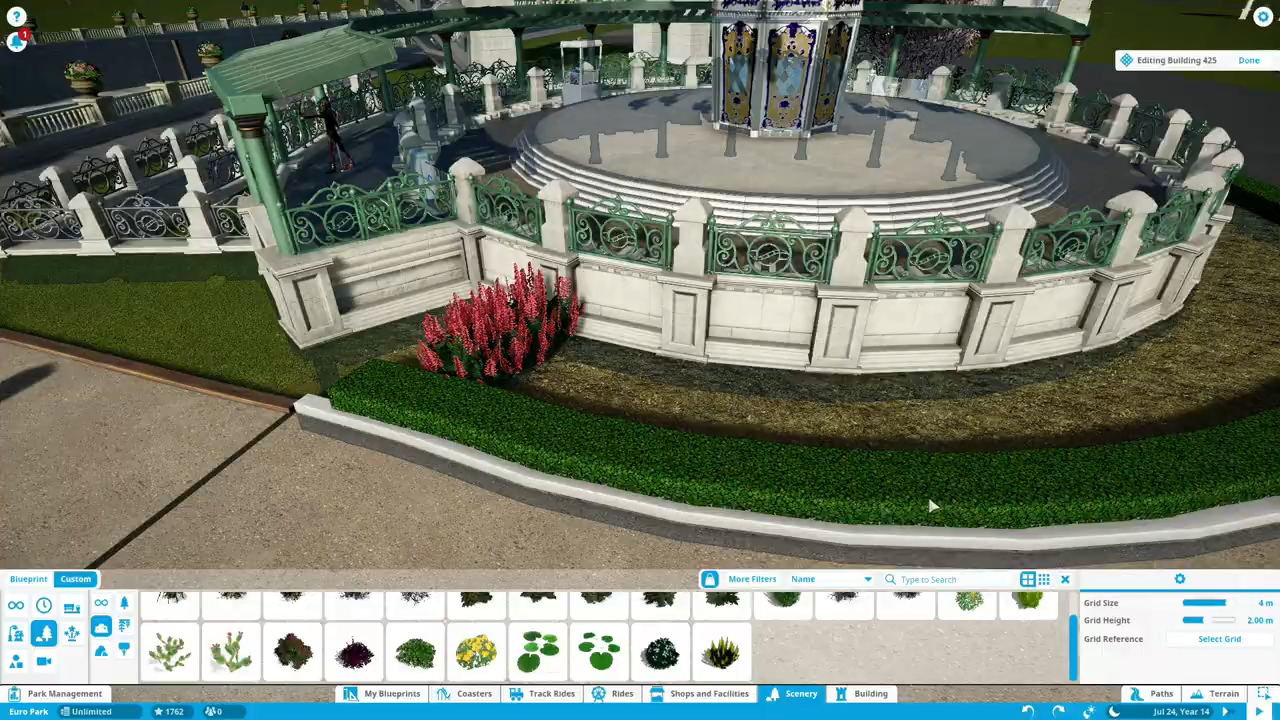 ?
1
Editing Building 425 Done
Blueprint Custom
More Filters Name Type to Search
Grid Size 4 m
Grid Height 2.00 m
Grid Reference Select Grid
Park Management My Blueprints Coasters Track Rides Rides Shops and Facilities Scenery Building Paths Terrain
Euro Park Unlimited 1762 0 Jul 24, Year 14